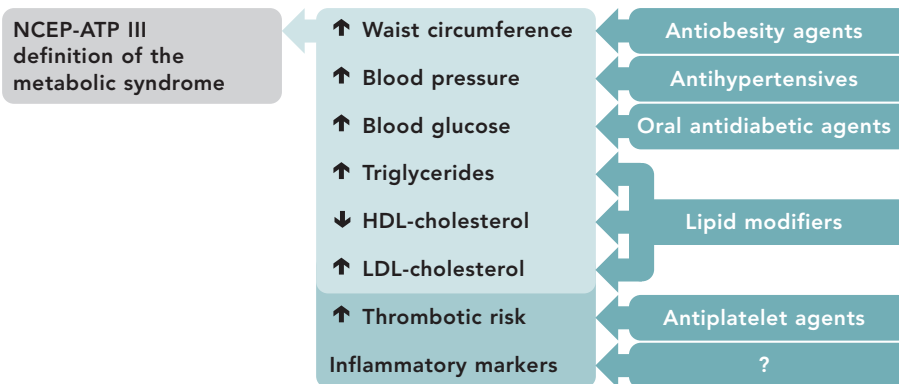 NCEP-ATP III
definition of the
metabolic syndrome
↑ Waist circumference
Antiobesity agents
↑ Blood pressure
Antihypertensives
↑ Blood glucose
Oral antidiabetic agents
↑ Triglycerides
↓ HDL-cholesterol
Lipid modifiers
↑ LDL-cholesterol
↑ Thrombotic risk
Antiplatelet agents
Inflammatory markers
?